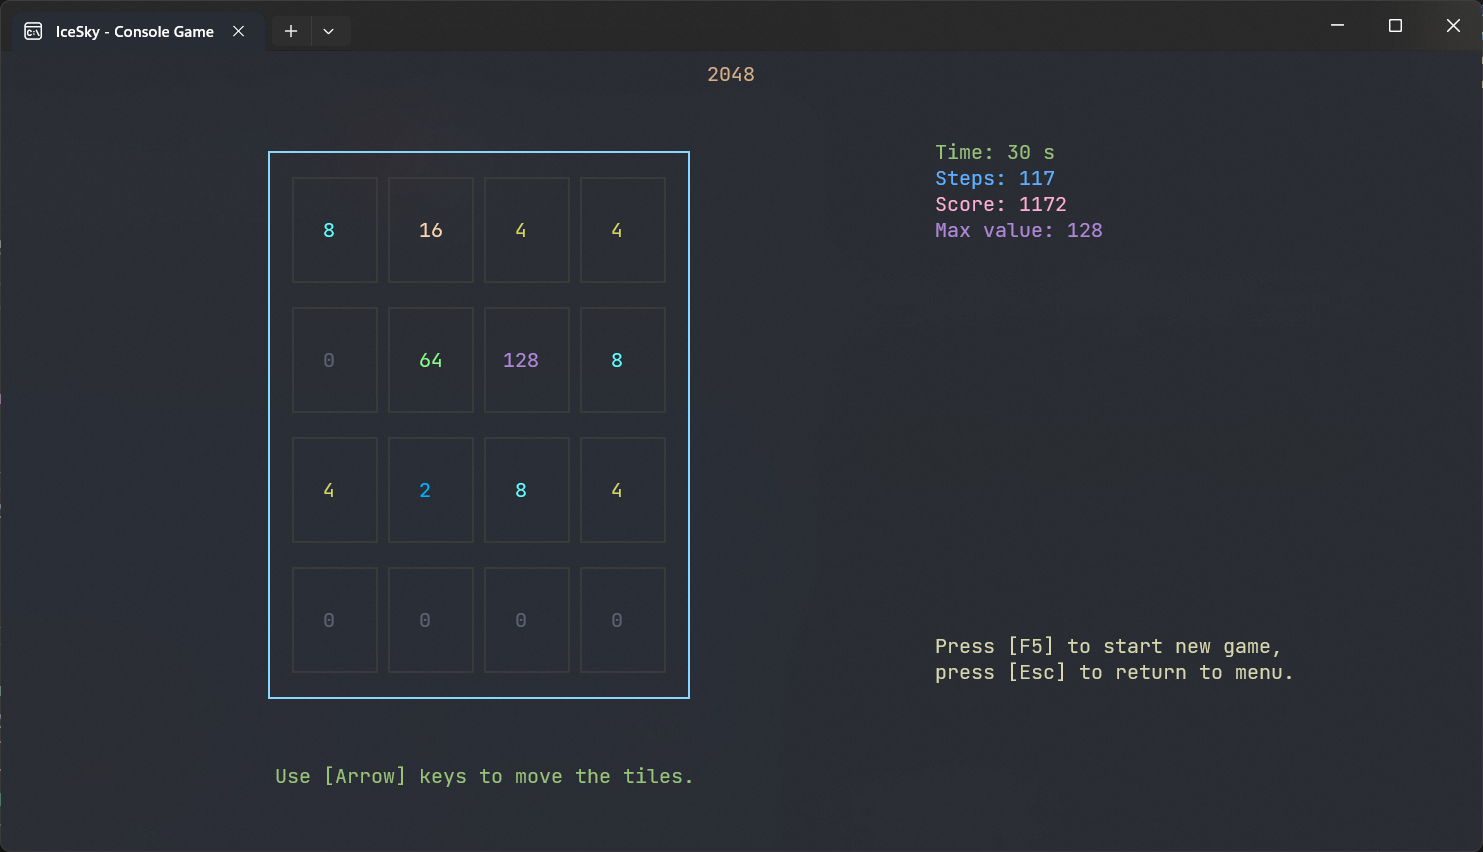 IceSky - Console Game
2048
Time: 30 s
Steps: 117
Score: 1172
Max value: 128
8 16 4 4
0 64 128 8
4 2 8 4
0 0 0 0
Press [F5] to start new game,
press [Esc] to return to menu.
Use [Arrow] keys to move the tiles.